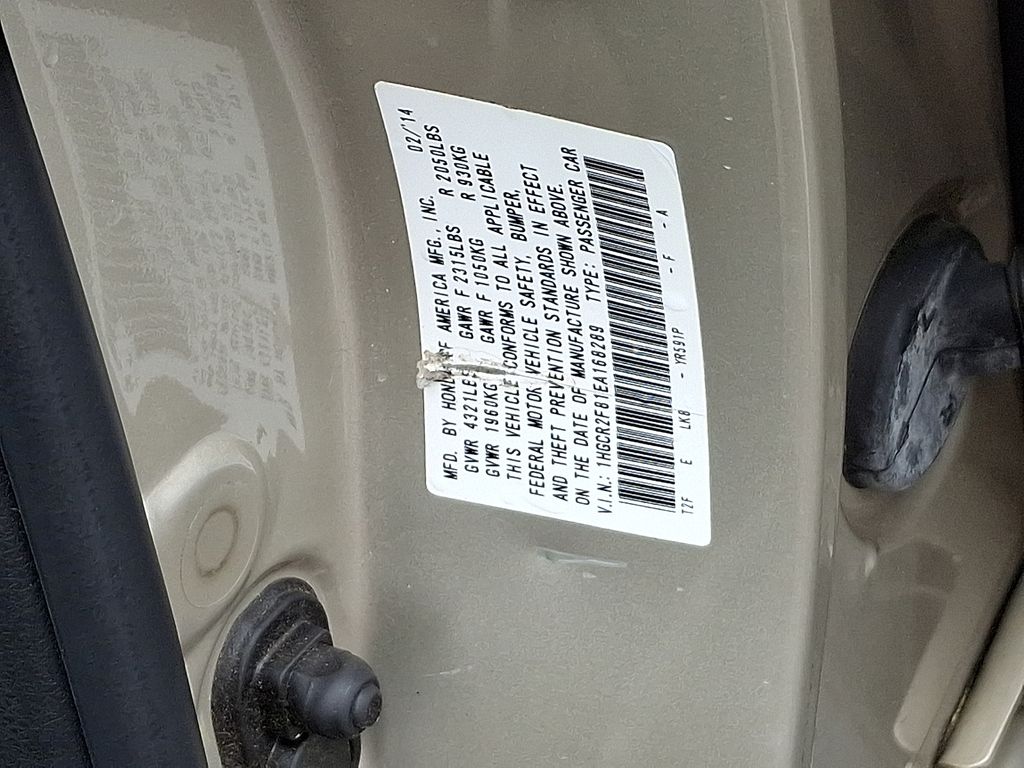 MFD. BY HONDA OF AMERICA MFG., INC. 02/14
GVWR 4321LBS GAWR F 2315LBS R 2050LBS
GVWR 1960KG GAWR F 1050KG R 930KG
THIS VEHICLE CONFORMS TO ALL APPLICABLE
FEDERAL MOTOR VEHICLE SAFETY, BUMPER,
AND THEFT PREVENTION STANDARDS IN EFFECT
ON THE DATE OF MANUFACTURE SHOWN ABOVE.
V.I.N.: 1HGCR2F81EA168289 TYPE: PASSENGER CAR
T2F E LK8 - YR591P - F - A